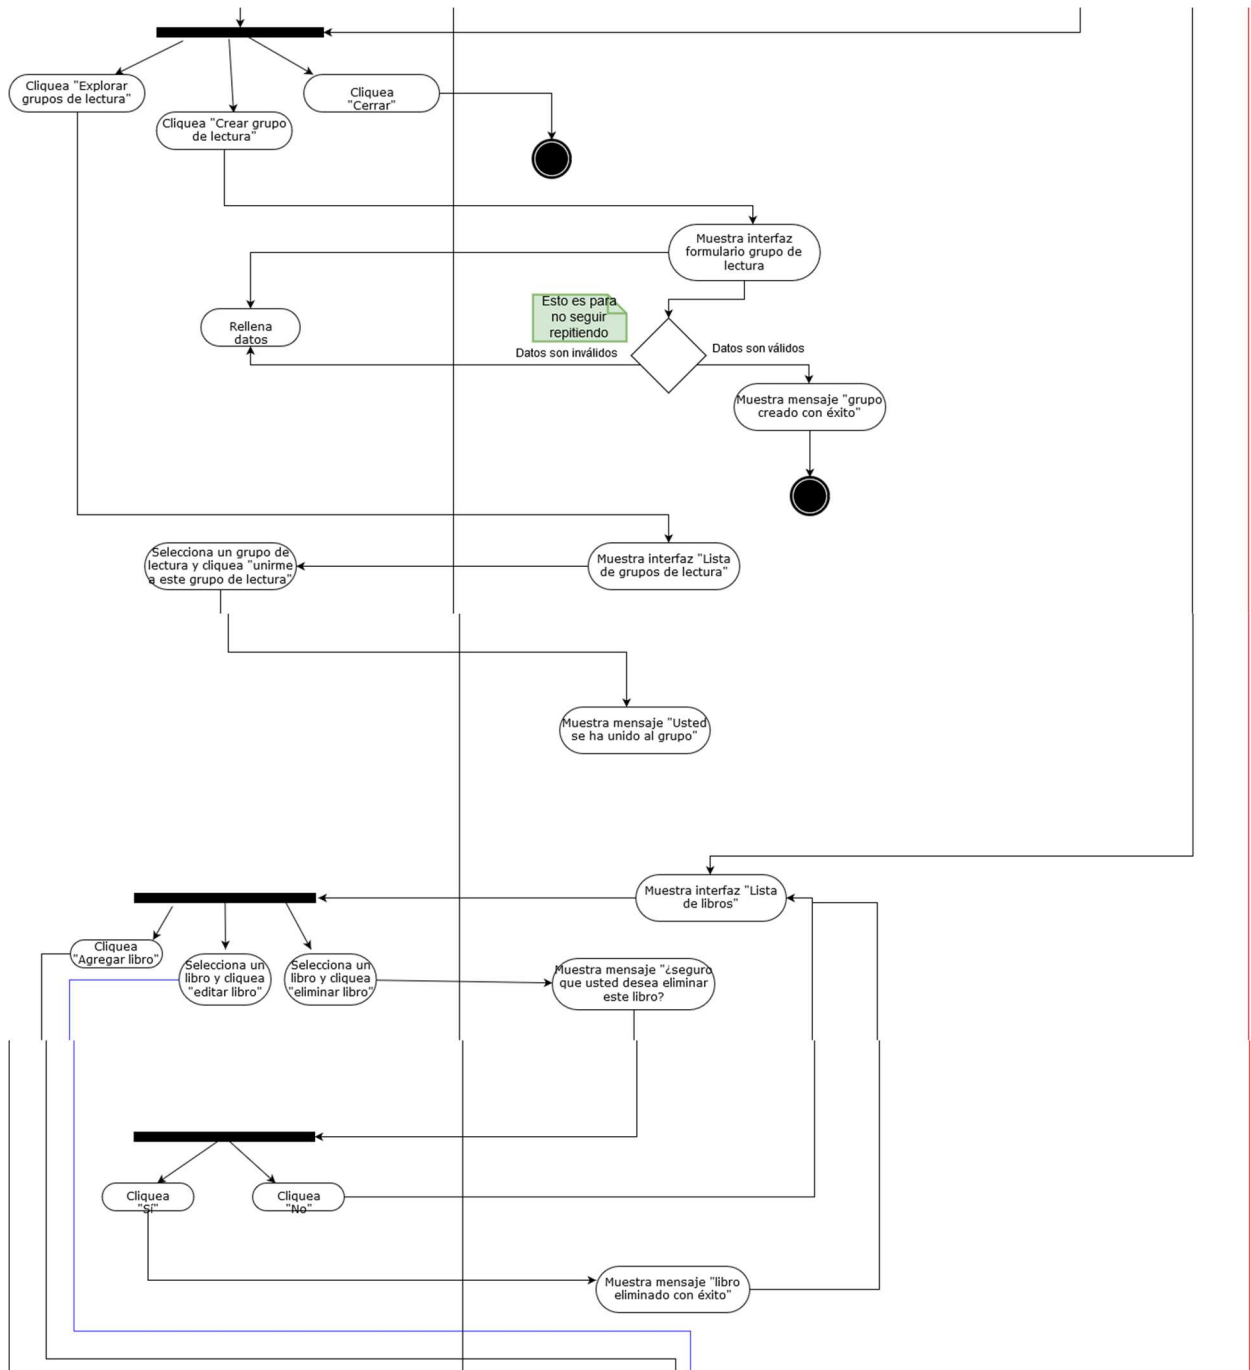 Cliquea "Explorar
grupos de lectura"
Cliquea
"Cerrar"
Cliquea "Crear grupo
de lectura"
Muestra interfaz
formulario grupo de
lectura
Esto es para
no seguir
repitiendo
Rellena
datos
Datos son inválidos
Datos son válidos
Muestra mensaje "grupo
creado con éxito"
Selecciona un grupo de
lectura y cliquea "unirme
a este grupo de lectura"
Muestra interfaz "Lista
de grupos de lectura"
Muestra mensaje "Usted
se ha unido al grupo"
Muestra interfaz "Lista
de libros"
Cliquea
"Agregar libro"
Selecciona un
libro y cliquea
"editar libro"
Selecciona un
libro y cliquea
"eliminar libro"
Muestra mensaje "¿seguro
que usted desea eliminar
este libro?
Cliquea
"Sí"
Cliquea
"No"
Muestra mensaje "libro
eliminado con éxito"